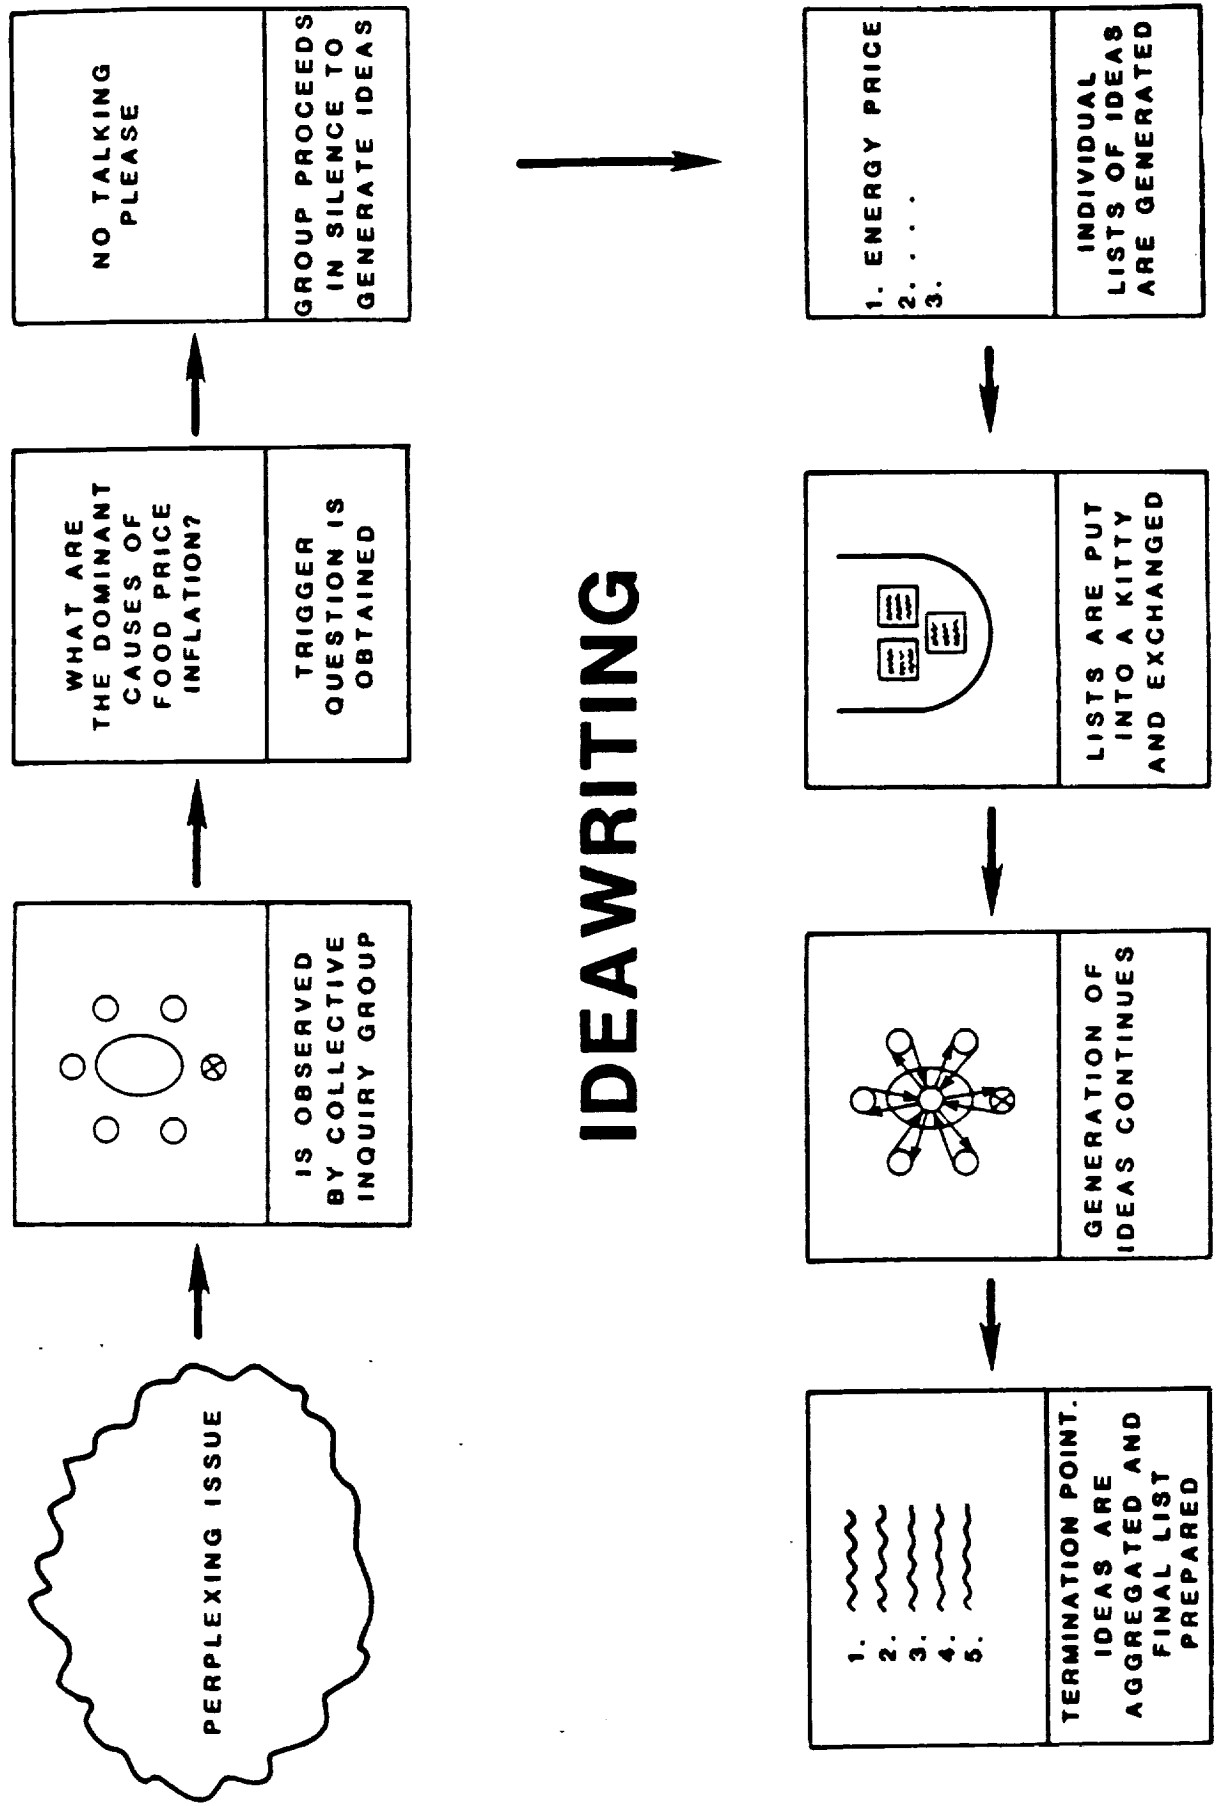 PERPLEXING ISSUE
IS OBSERVED
BY COLLECTIVE
INQUIRY GROUP
WHAT ARE
THE DOMINANT
CAUSES OF
FOOD PRICE
INFLATION?
TRIGGER
QUESTION IS
OBTAINED
NO TALKING
PLEASE
GROUP PROCEEDS
IN SILENCE TO
GENERATE IDEAS
IDEAWRITING
1. ENERGY PRICE
2. . . .
3.
INDIVIDUAL
LISTS OF IDEAS
ARE GENERATED
LISTS ARE PUT
INTO A KITTY
AND EXCHANGED
GENERATION OF
IDEAS CONTINUES
1.
2.
3.
4.
5.
TERMINATION POINT.
IDEAS ARE
AGGREGATED AND
FINAL LIST
PREPARED